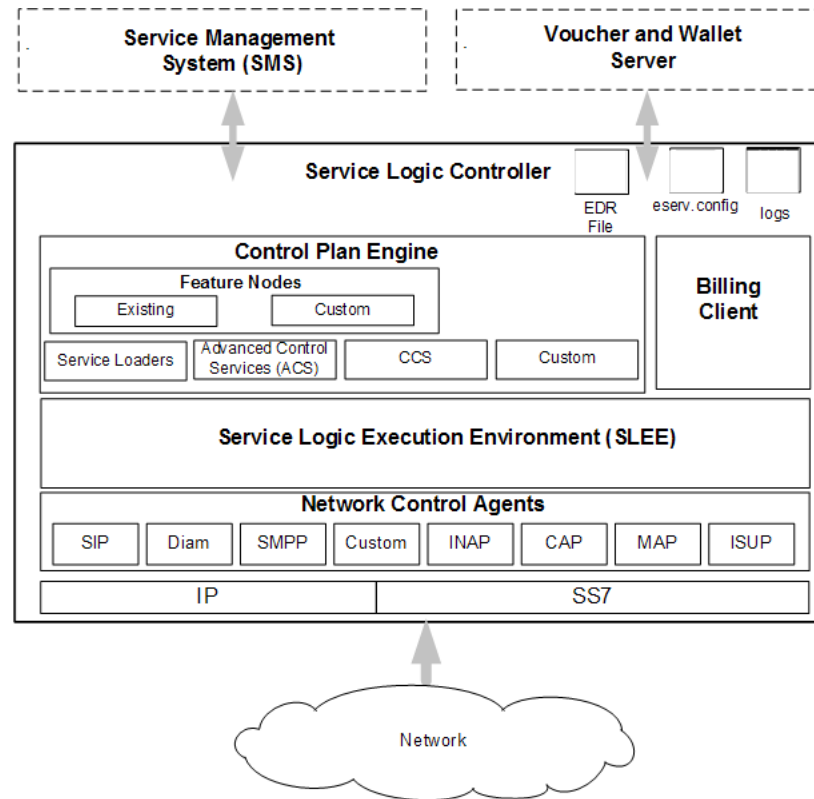 Service Management
System (SMS)
Voucher and Wallet
Server
Service Logic Controller
EDR
File
eserv.config
logs
Control Plan Engine
Feature Nodes
Existing
Custom
Service Loaders
Advanced Control
Services (ACS)
CCS
Custom
Billing
Client
Service Logic Execution Environment (SLEE)
Network Control Agents
SIP
Diam
SMPP
Custom
INAP
CAP
MAP
ISUP
IP
SS7
Network